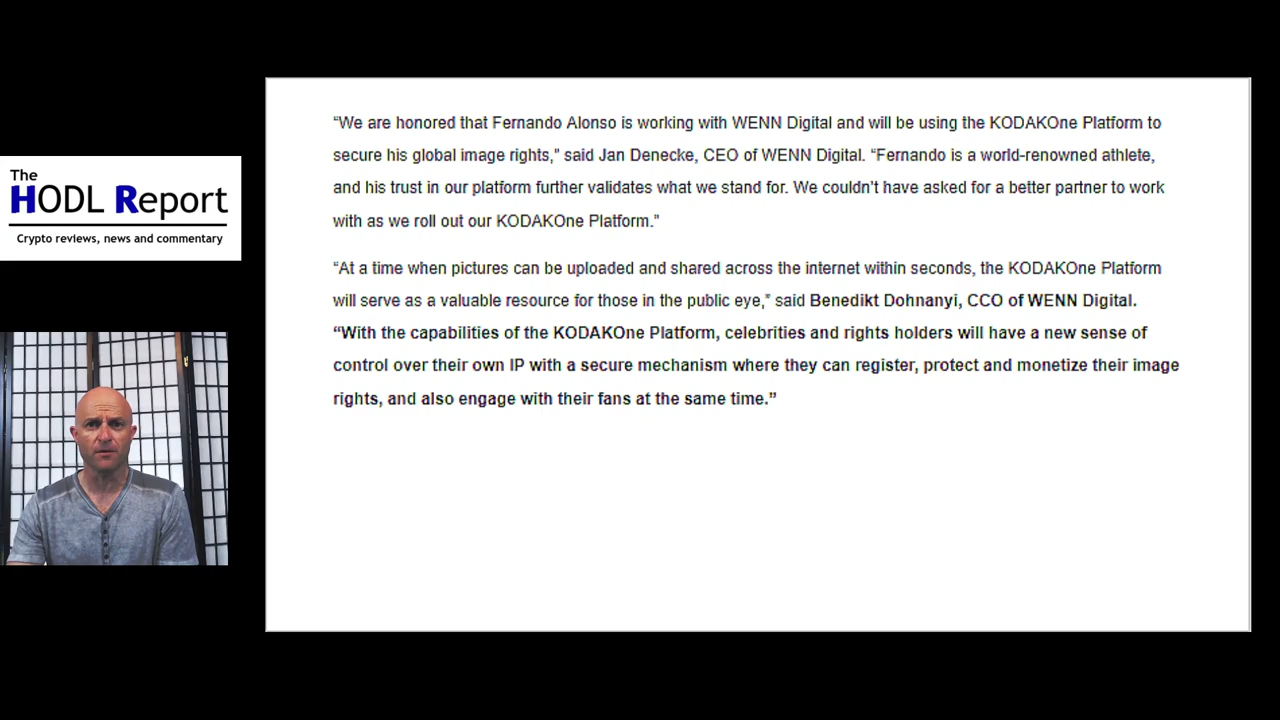 The
HODL Report
Crypto reviews, news and commentary
“We are honored that Fernando Alonso is working with WENN Digital and will be using the KODAKOne Platform to
secure his global image rights,” said Jan Denecke, CEO of WENN Digital. “Fernando is a world-renowned athlete,
and his trust in our platform further validates what we stand for. We couldn’t have asked for a better partner to work
with as we roll out our KODAKOne Platform.”
“At a time when pictures can be uploaded and shared across the internet within seconds, the KODAKOne Platform
will serve as a valuable resource for those in the public eye,” said Benedikt Dohnanyi, CCO of WENN Digital.
“With the capabilities of the KODAKOne Platform, celebrities and rights holders will have a new sense of
control over their own IP with a secure mechanism where they can register, protect and monetize their image
rights, and also engage with their fans at the same time.”